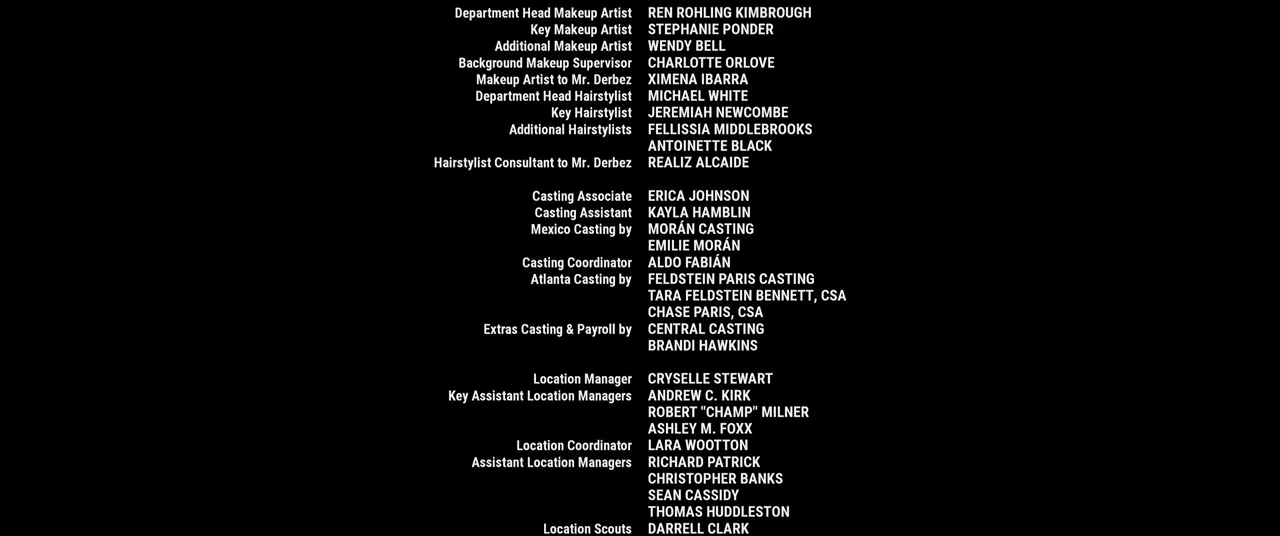 Department Head Makeup Artist REN ROHLING KIMBROUGH
Key Makeup Artist STEPHANIE PONDER
Additional Makeup Artist WENDY BELL
Background Makeup Supervisor CHARLOTTE ORLOVE
Makeup Artist to Mr. Derbez XIMENA IBARRA
Department Head Hairstylist MICHAEL WHITE
Key Hairstylist JEREMIAH NEWCOMBE
Additional Hairstylists FELLISSIA MIDDLEBROOKS
ANTOINETTE BLACK
Hairstylist Consultant to Mr. Derbez REALIZ ALCAIDE
Casting Associate ERICA JOHNSON
Casting Assistant KAYLA HAMBLIN
Mexico Casting by MORÁN CASTING
EMILIE MORÁN
Casting Coordinator ALDO FABIÁN
Atlanta Casting by FELDSTEIN PARIS CASTING
TARA FELDSTEIN BENNETT, CSA
CHASE PARIS, CSA
Extras Casting & Payroll by CENTRAL CASTING
BRANDI HAWKINS
Location Manager CRYSELLE STEWART
Key Assistant Location Managers ANDREW C. KIRK
ROBERT "CHAMP" MILNER
ASHLEY M. FOXX
Location Coordinator LARA WOOTTON
Assistant Location Managers RICHARD PATRICK
CHRISTOPHER BANKS
SEAN CASSIDY
THOMAS HUDDLESTON
Location Scouts DARRELL CLARK